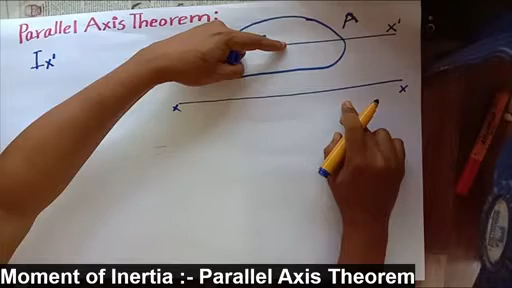 Parallel Axis Theorem:
A
x'
Ix'
x
x
Moment of Inertia :- Parallel Axis Theorem